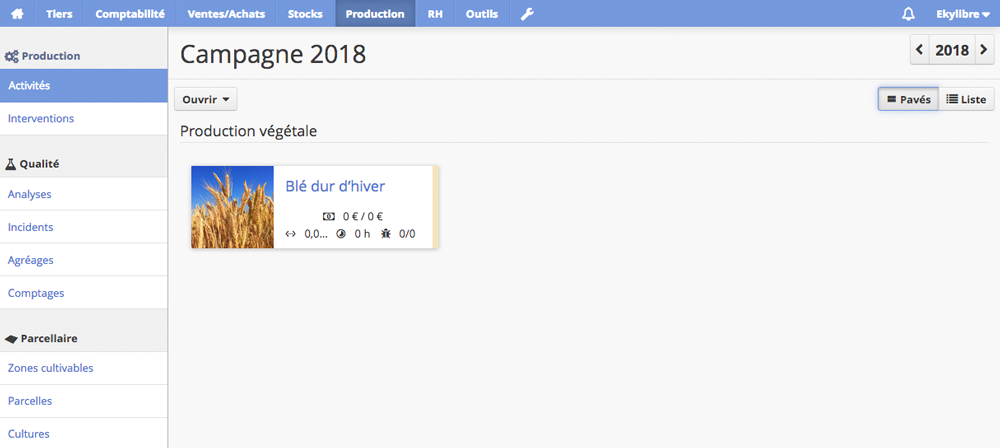 Tiers Comptabilité Ventes/Achats Stocks Production RH Outils Ekylibre
Production
Activités
Interventions
Qualité
Analyses
Incidents
Agréages
Comptages
Parcellaire
Zones cultivables
Parcelles
Cultures
Campagne 2018
2018
Ouvrir
Pavés Liste
Production végétale
Blé dur d’hiver
0 € / 0 €
0,0... 0 h 0/0